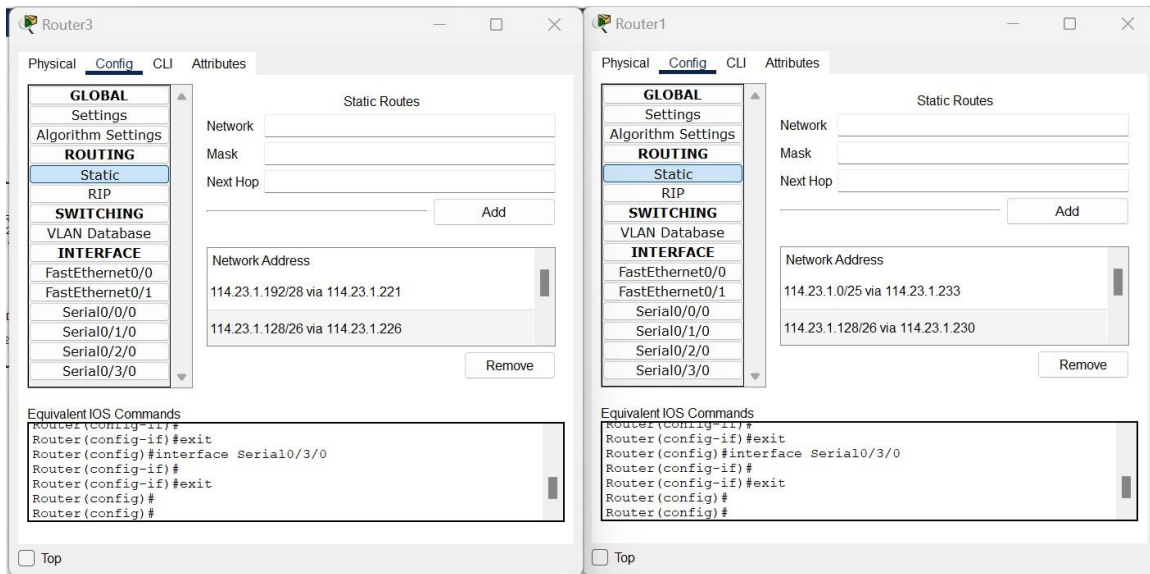 Router3
Physical Config CLI Attributes
GLOBAL
Settings
Algorithm Settings
ROUTING
Static
RIP
SWITCHING
VLAN Database
INTERFACE
FastEthernet0/0
FastEthernet0/1
Serial0/0/0
Serial0/1/0
Serial0/2/0
Serial0/3/0
Static Routes
Network
Mask
Next Hop
Add
Network Address
114.23.1.192/28 via 114.23.1.221
114.23.1.128/26 via 114.23.1.226
Remove
Equivalent IOS Commands
Router(config-if)#
Router(config-if)#exit
Router(config)#interface Serial0/3/0
Router(config-if)#
Router(config-if)#exit
Router(config)#
Router(config)#
Top
Router1
Physical Config CLI Attributes
GLOBAL
Settings
Algorithm Settings
ROUTING
Static
RIP
SWITCHING
VLAN Database
INTERFACE
FastEthernet0/0
FastEthernet0/1
Serial0/0/0
Serial0/1/0
Serial0/2/0
Serial0/3/0
Static Routes
Network
Mask
Next Hop
Add
Network Address
114.23.1.0/25 via 114.23.1.233
114.23.1.128/26 via 114.23.1.230
Remove
Equivalent IOS Commands
Router(config-if)#
Router(config-if)#exit
Router(config)#interface Serial0/3/0
Router(config-if)#
Router(config-if)#exit
Router(config)#
Router(config)#
Top